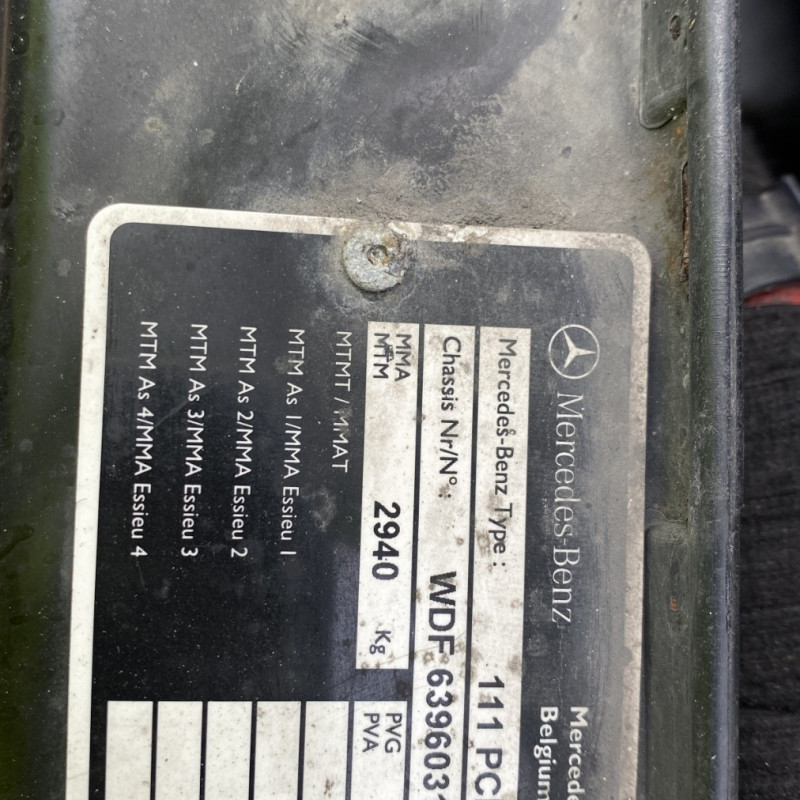 Mercedes-Benz
Mercedes-Benz Type : 111
Chassis Nr/N° : WDF
MMA
MTM 2940 Kg
PVG
PVA
MTMT / MMAT
MTM As 1/MMA Essieu 1
MTM As 2/MMA Essieu 2
MTM As 3/MMA Essieu 3
MTM As 4/MMA Essieu 4
Belgium